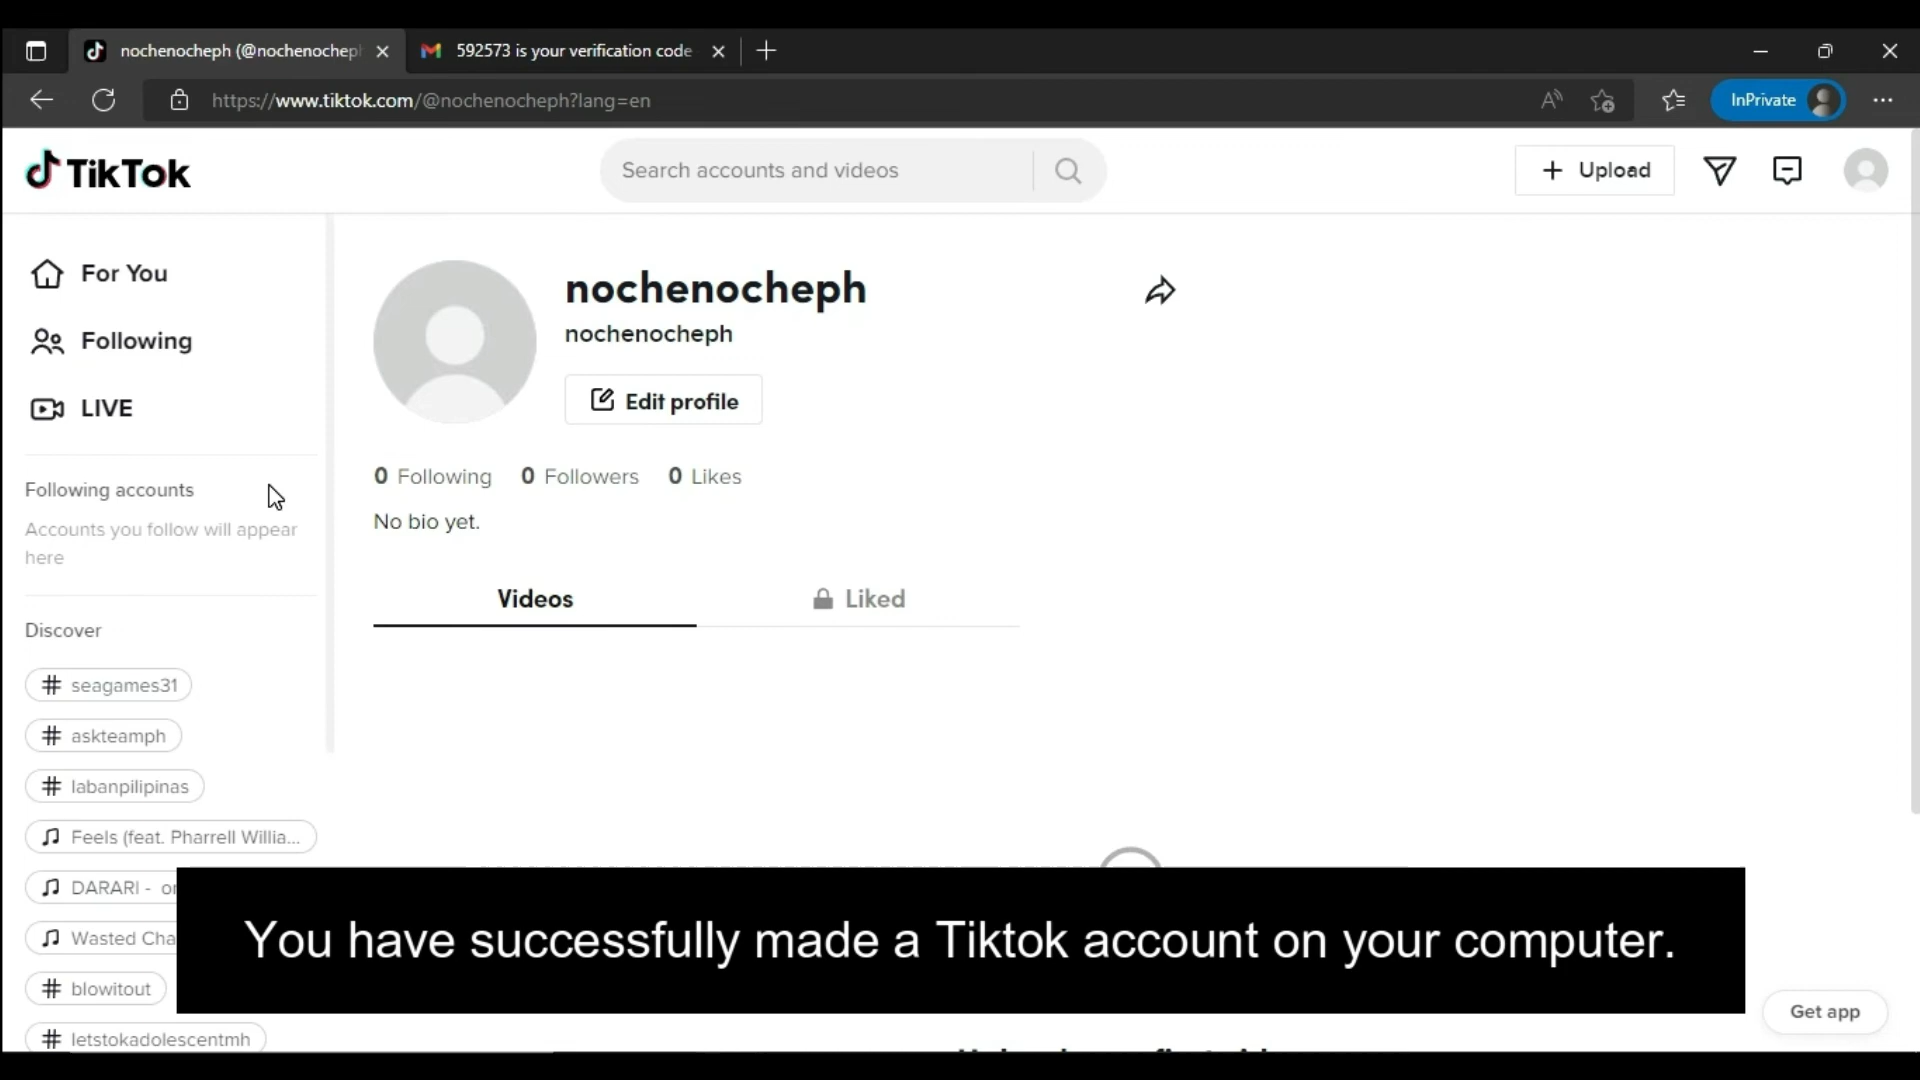 nochenocheph (@nochenocheph
592573 is your verification code
https://www.tiktok.com/@nochenocheph?lang=en
InPrivate
TikTok
Search accounts and videos
Upload
For You
Following
LIVE
Following accounts
Accounts you follow will appear
here
Discover
# seagames31
# askteamph
# labanpilipinas
Feels (feat. Pharrell Willia...
DARARI - 
Wasted Cha
# blowitout
# letstokadolescentmh
nochenocheph
nochenocheph
Edit profile
0 Following 0 Followers 0 Likes
No bio yet.
Videos
Liked
You have successfully made a Tiktok account on your computer.
Get app